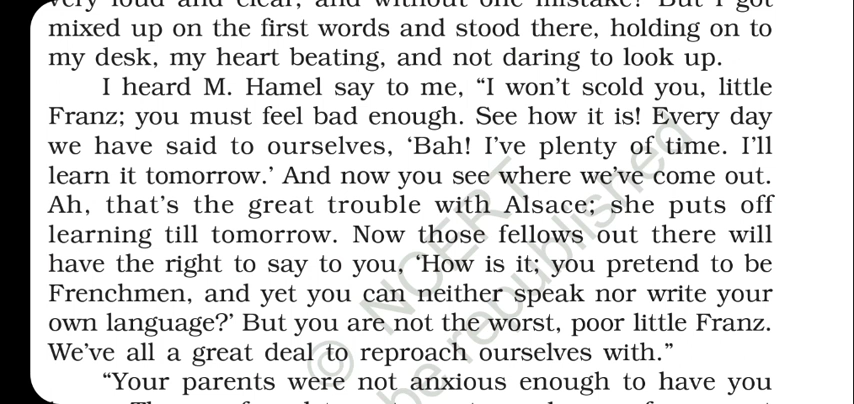 very loud and clear, and without one mistake! But I got
mixed up on the first words and stood there, holding on to
my desk, my heart beating, and not daring to look up.
I heard M. Hamel say to me, “I won’t scold you, little
Franz; you must feel bad enough. See how it is! Every day
we have said to ourselves, ‘Bah! I’ve plenty of time. I’ll
learn it tomorrow.’ And now you see where we’ve come out.
Ah, that’s the great trouble with Alsace; she puts off
learning till tomorrow. Now those fellows out there will
have the right to say to you, ‘How is it; you pretend to be
Frenchmen, and yet you can neither speak nor write your
own language?’ But you are not the worst, poor little Franz.
We’ve all a great deal to reproach ourselves with.”
“Your parents were not anxious enough to have you
© NCERT
be republished